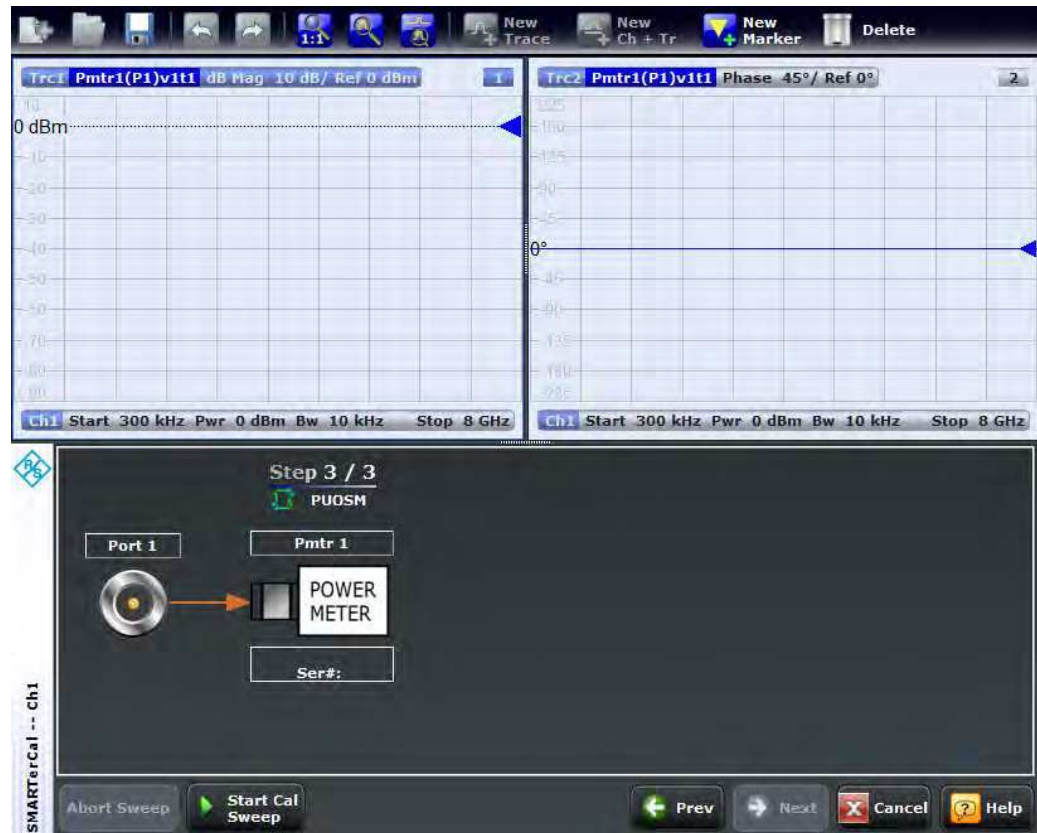 1:1
New Trace
New Ch + Tr
New Marker
Delete
Trc1 Pmtr1(P1)v1t1 dB Mag 10 dB/ Ref 0 dBm 1
10
0 dBm
-10
-20
-30
-40
-50
-70
Ch1 Start 300 kHz Pwr 0 dBm Bw 10 kHz Stop 8 GHz
Trc2 Pmtr1(P1)v1t1 Phase 45°/ Ref 0° 2
0°
Ch1 Start 300 kHz Pwr 0 dBm Bw 10 kHz Stop 8 GHz
R&S
SMARTerCal -- Ch1
Step 3 / 3
PUOSM
Port 1
Pmtr 1
POWER
METER
Ser#:
Abort Sweep
Start Cal
Sweep
Prev
Next
X Cancel
? Help